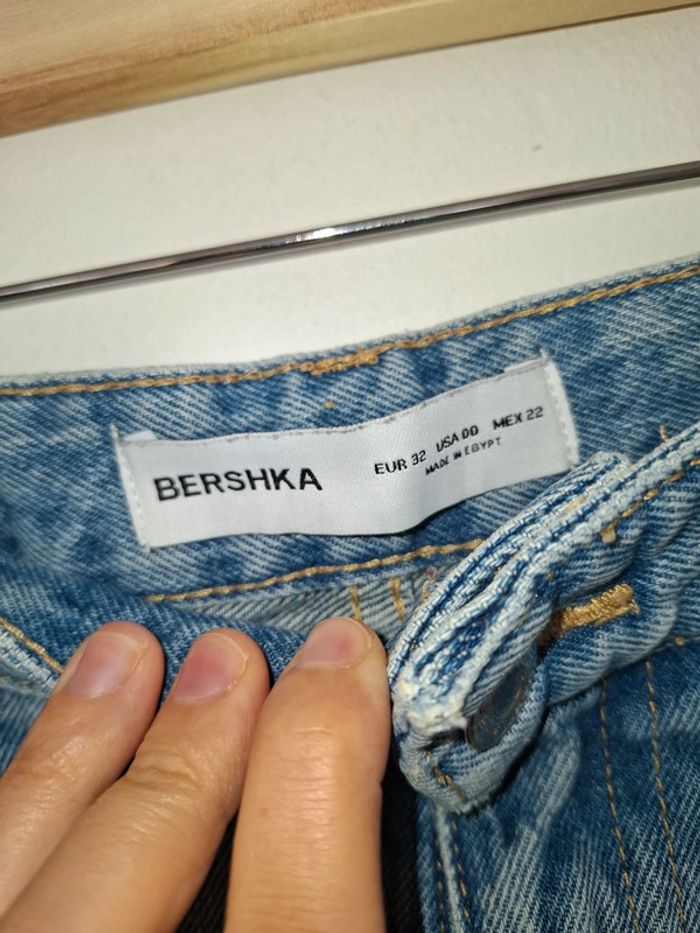 BERSHKA
EUR 32 USA 00 MEX 22
MADE IN EGYPT